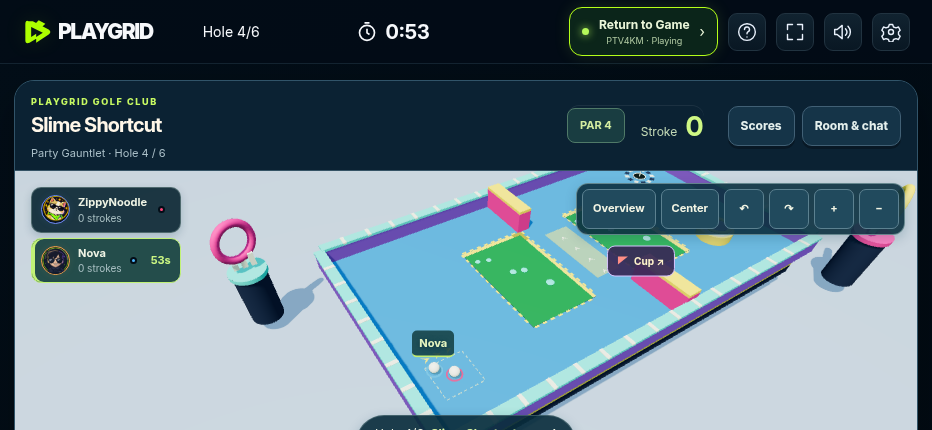 PLAYGRID
Hole 4/6
0:53
Return to Game
PTV4KM · Playing
›
PLAYGRID GOLF CLUB
Slime Shortcut
Party Gauntlet · Hole 4 / 6
PAR 4
Stroke 0
Scores
Room & chat
ZippyNoodle
0 strokes
Nova
0 strokes
53s
Overview
Center
↶
↷
+
−
Cup ↗
Nova